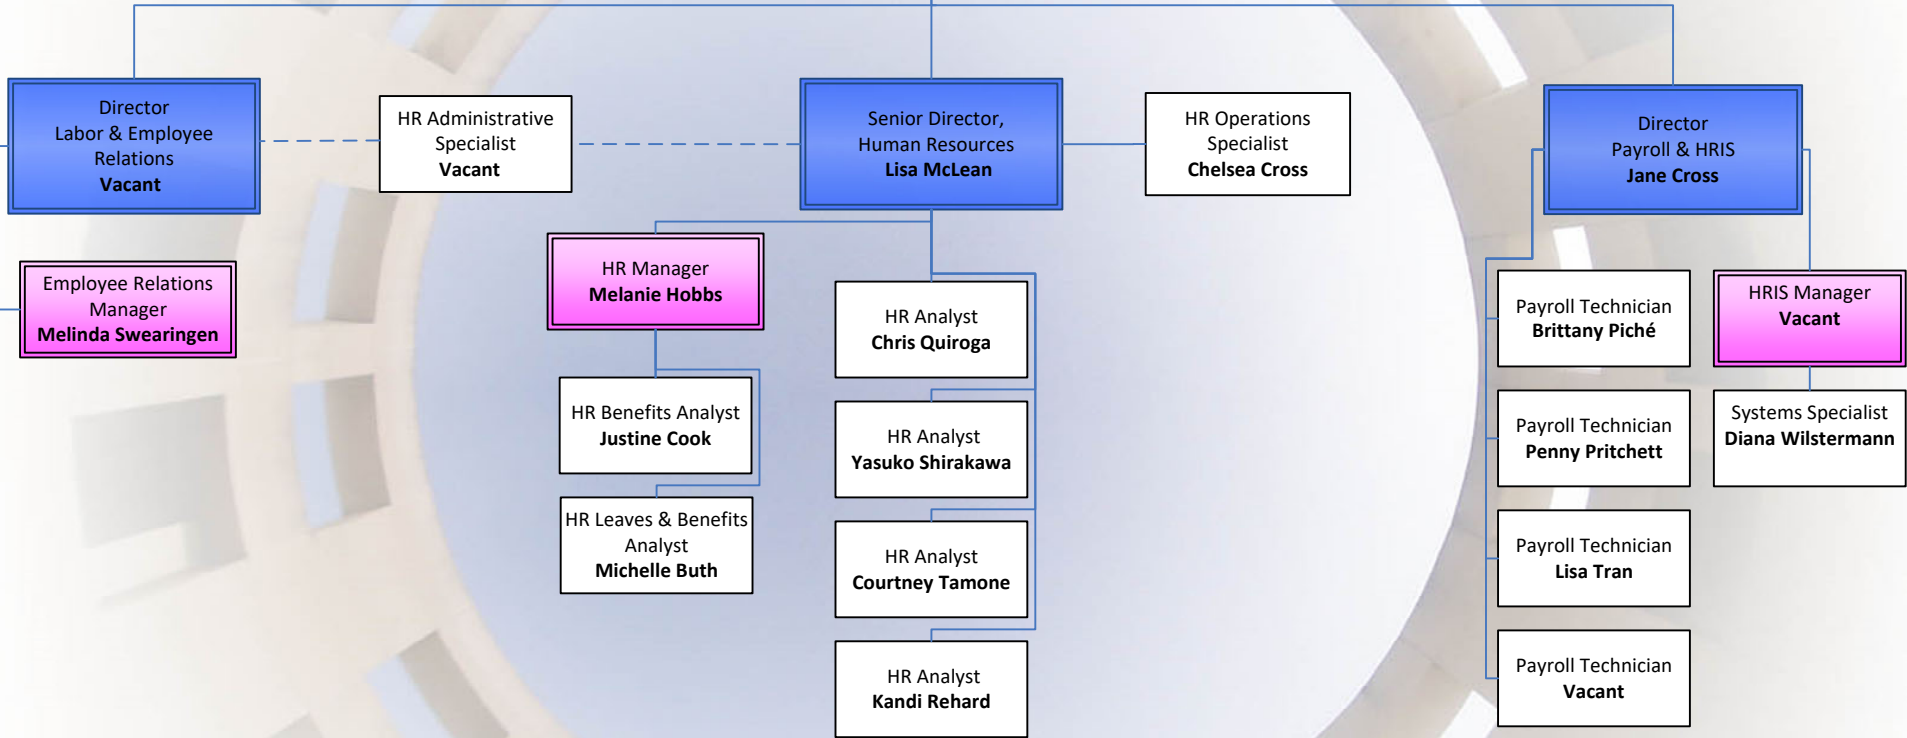 Director
Labor & Employee
Relations
Vacant
HR Administrative
Specialist
Vacant
Senior Director,
Human Resources
Lisa McLean
HR Operations
Specialist
Chelsea Cross
Director
Payroll & HRIS
Jane Cross
Employee Relations
Manager
Melinda Swearingen
HR Manager
Melanie Hobbs
HR Benefits Analyst
Justine Cook
HR Leaves & Benefits
Analyst
Michelle Buth
HR Analyst
Chris Quiroga
HR Analyst
Yasuko Shirakawa
HR Analyst
Courtney Tamone
HR Analyst
Kandi Rehard
Payroll Technician
Brittany Piché
Payroll Technician
Penny Pritchett
Payroll Technician
Lisa Tran
Payroll Technician
Vacant
HRIS Manager
Vacant
Systems Specialist
Diana Wilstermann